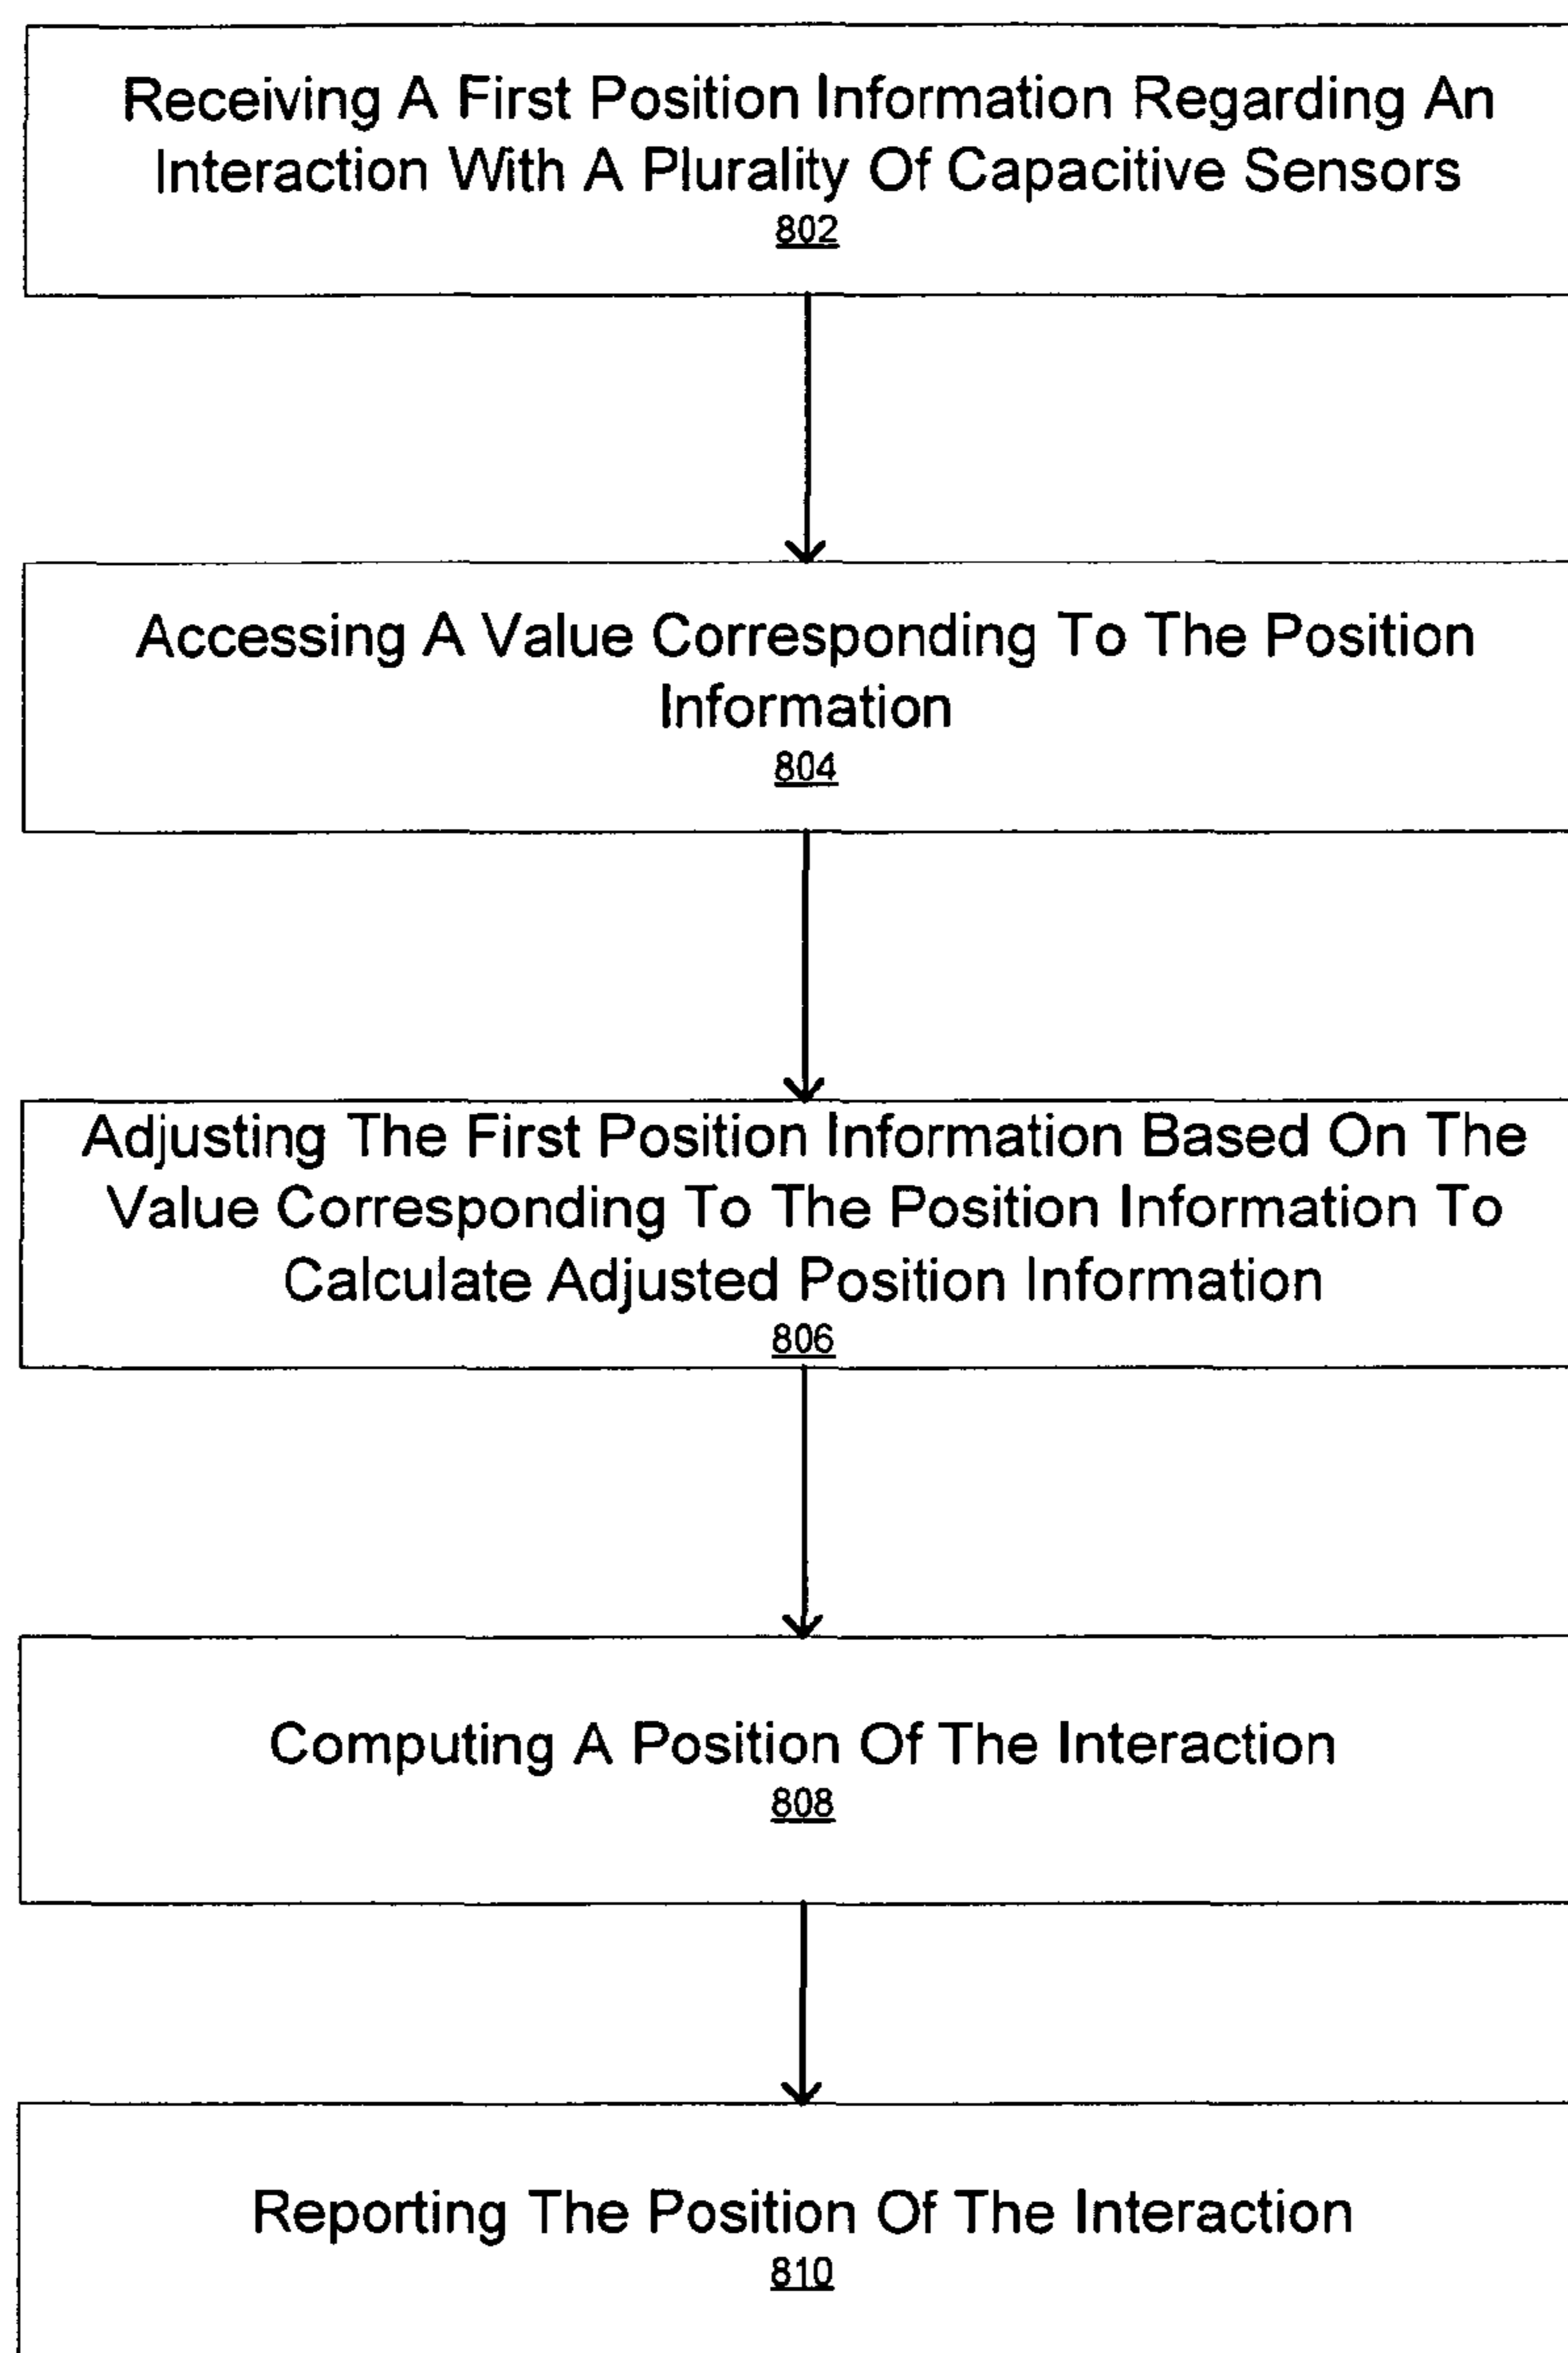 Receiving A First Position Information Regarding An
Interaction With A Plurality Of Capacitive Sensors
802
Accessing A Value Corresponding To The Position
Information
804
Adjusting The First Position Information Based On The
Value Corresponding To The Position Information To
Calculate Adjusted Position Information
806
Computing A Position Of The Interaction
808
Reporting The Position Of The Interaction
810